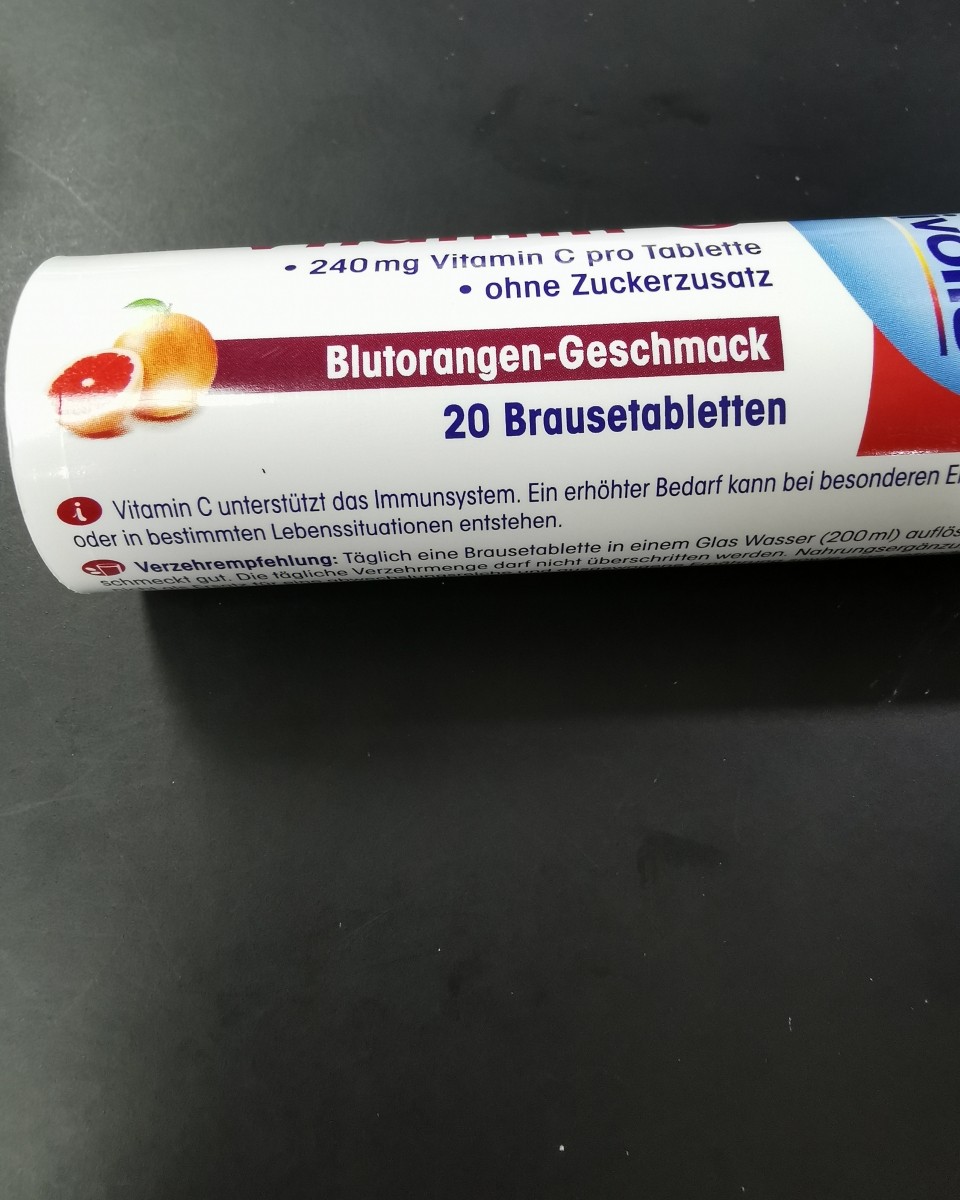 Vitamin C
• 240 mg Vitamin C pro Tablette
• ohne Zuckerzusatz
Blutorangen-Geschmack
20 Brausetabletten
i Vitamin C unterstützt das Immunsystem. Ein erhöhter Bedarf kann bei besonderen
oder in bestimmten Lebenssituationen entstehen.
Verzehrempfehlung: Täglich eine Brausetablette in einem Glas Wasser (200 ml)
schmeckt gut. Die tägliche Verzehrmenge darf nicht überschritten werden.